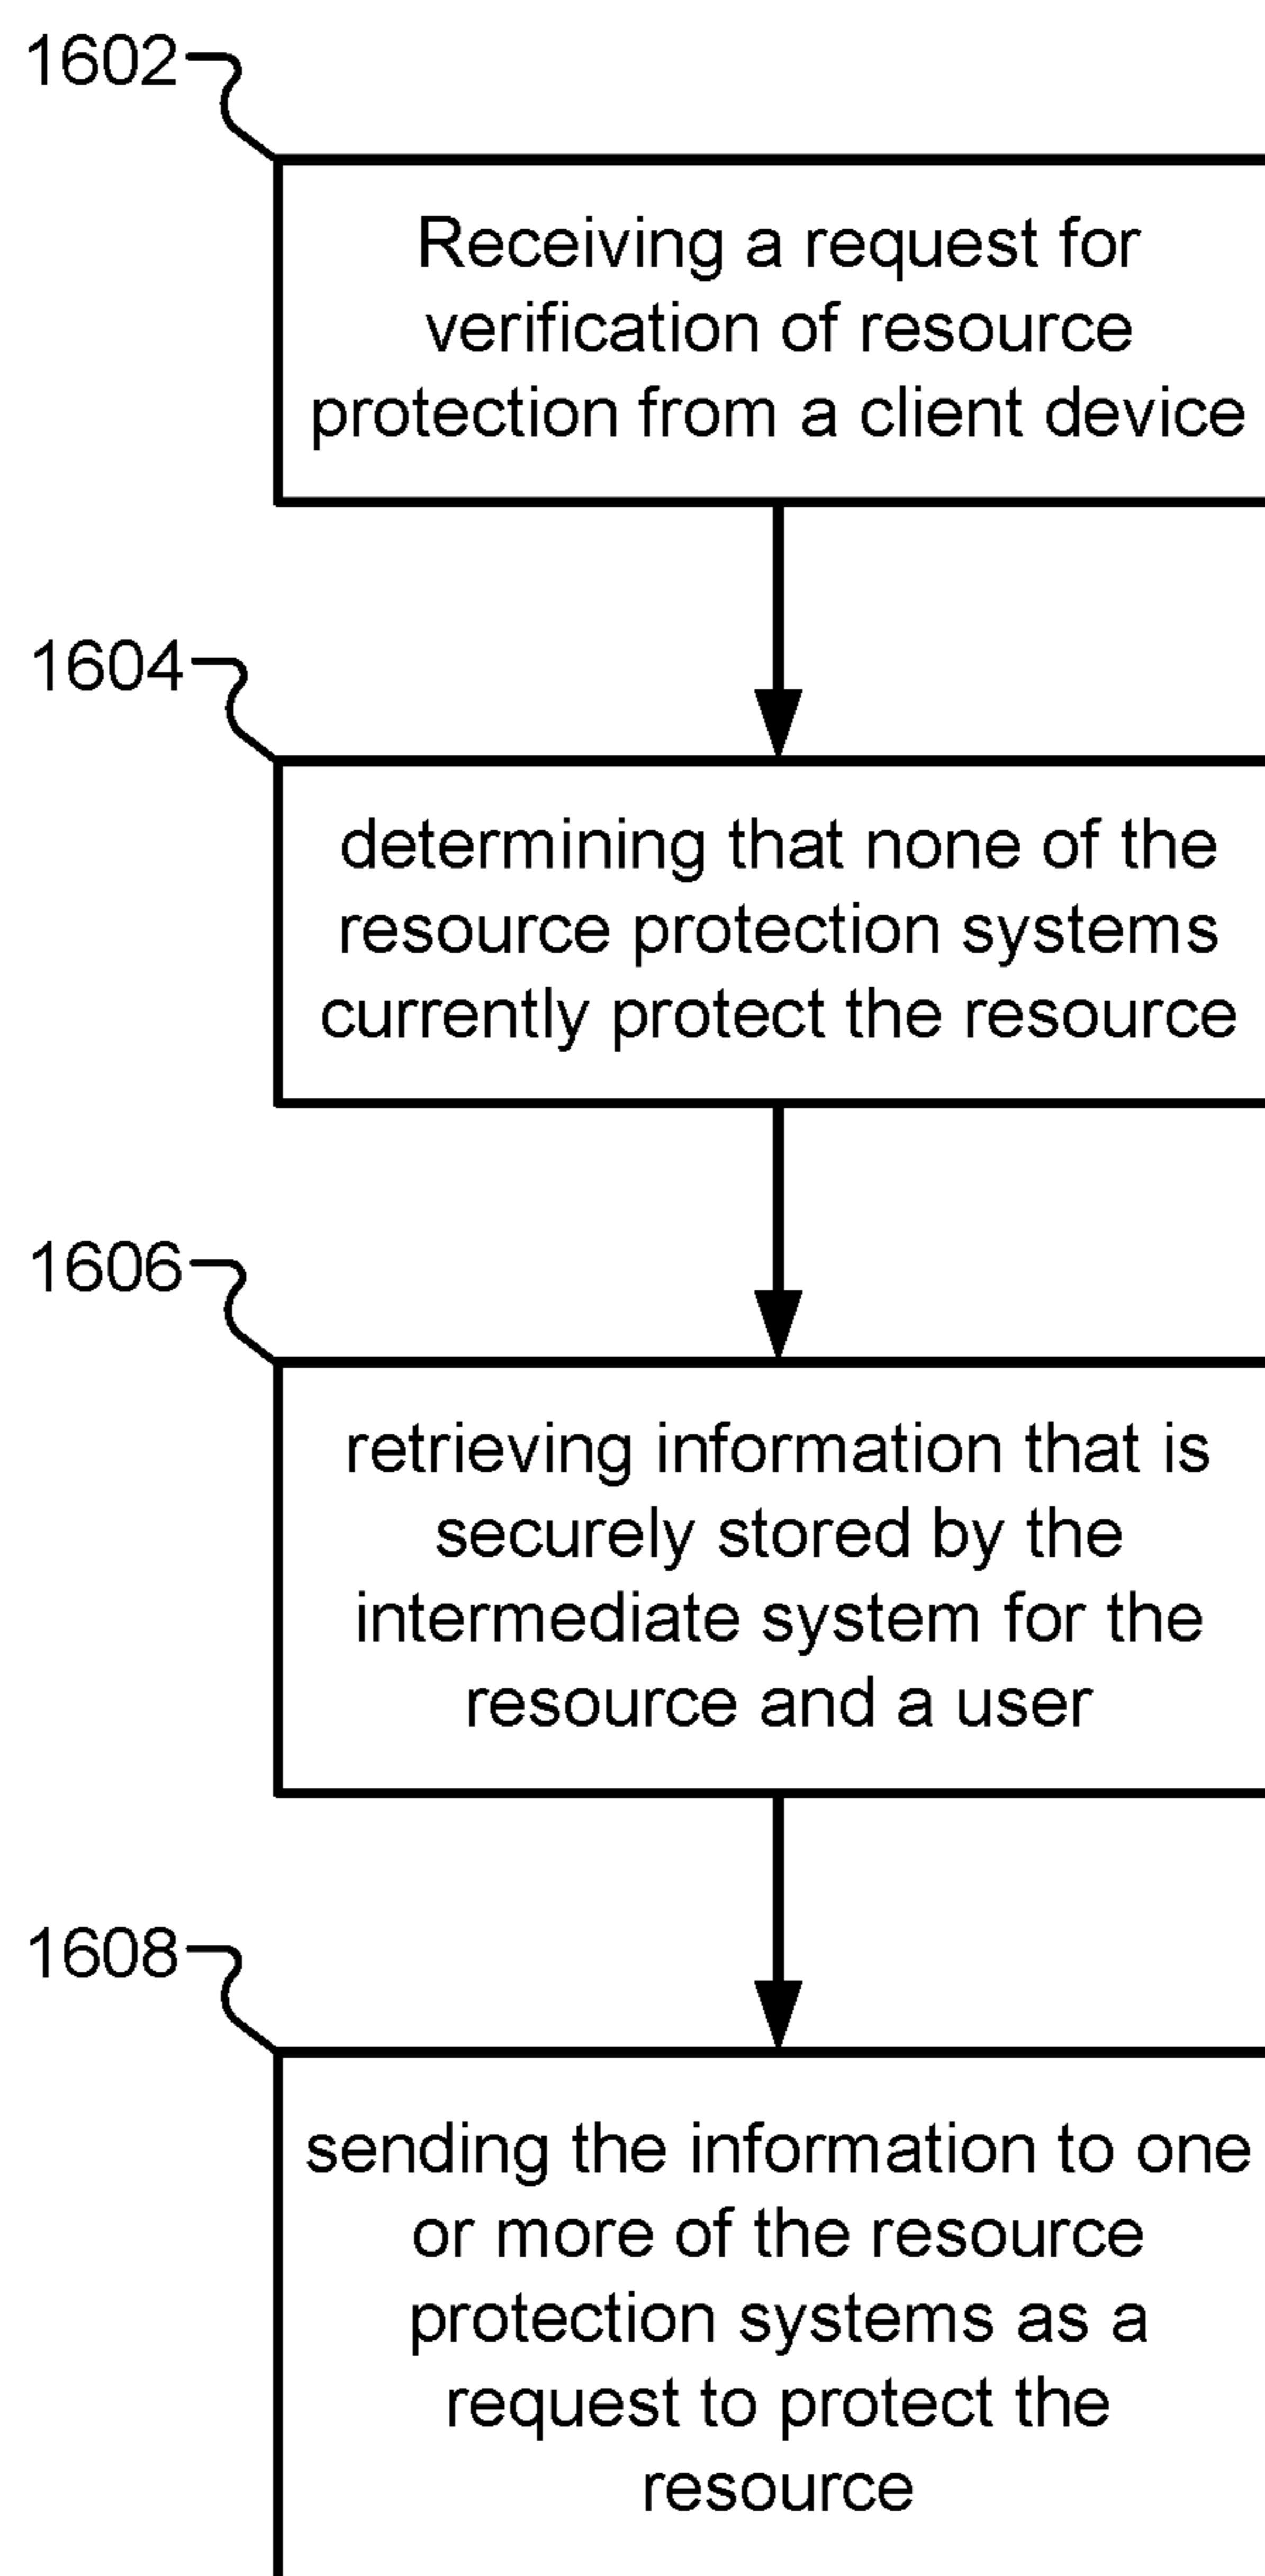 1602
Receiving a request for
verification of resource
protection from a client device
1604
determining that none of the
resource protection systems
currently protect the resource
1606
retrieving information that is
securely stored by the
intermediate system for the
resource and a user
1608
sending the information to one
or more of the resource
protection systems as a
request to protect the
resource